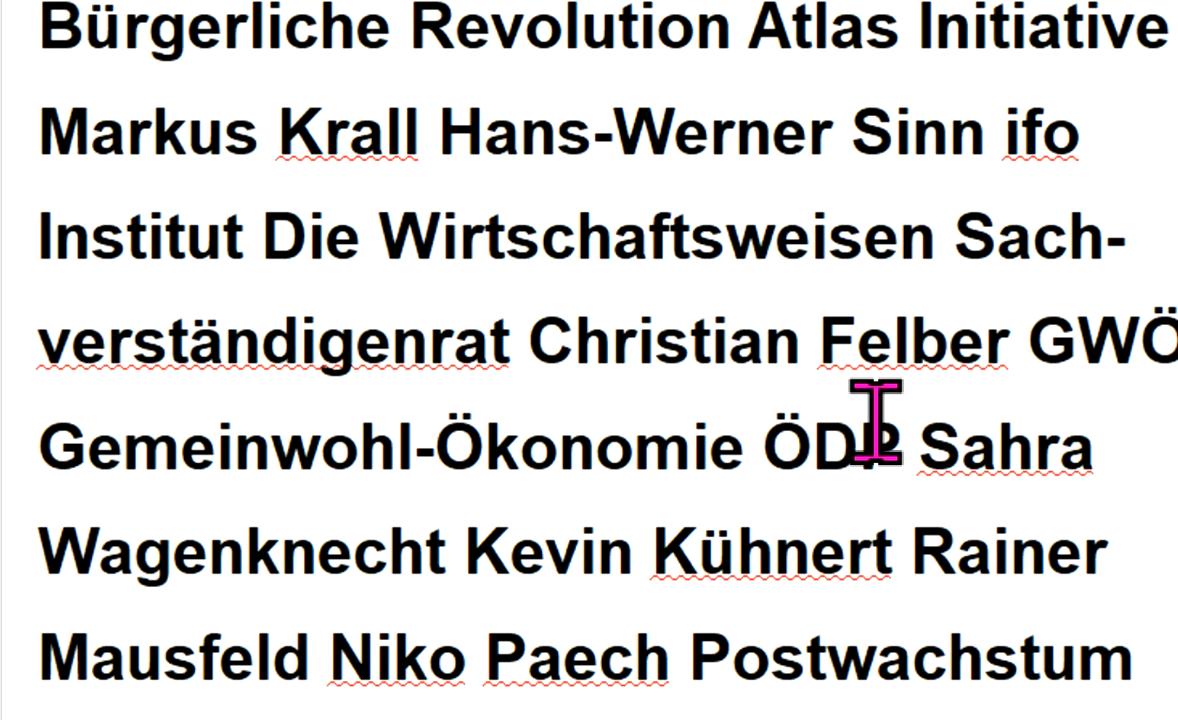 Bürgerliche Revolution Atlas Initiative
Markus Krall Hans-Werner Sinn ifo
Institut Die Wirtschaftsweisen Sach-
verständigenrat Christian Felber GWÖ
Gemeinwohl-Ökonomie ÖDP Sahra
Wagenknecht Kevin Kühnert Rainer
Mausfeld Niko Paech Postwachstum